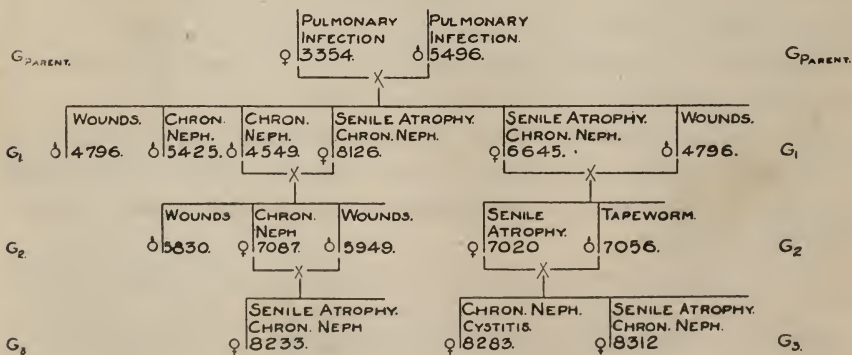 PULMONARY PULMONARY
INFECTION INFECTION.
G PARENT. ♀ 3354. ♂ 5496. G PARENT.
X
WOUNDS. CHRON. CHRON. SENILE ATROPHY. SENILE ATROPHY. WOUNDS.
NEPH. NEPH. CHRON. NEPH. CHRON. NEPH.
G1 ♂ 4796. ♂ 5425. ♂ 4549. ♀ 8126. ♀ 6645. ♂ 4796. G1
X X
WOUNDS CHRON. WOUNDS. SENILE TAPEWORM.
NEPH ATROPHY.
G2. ♂ 5830. ♀ 7087. ♂ 5949. ♀ 7020 ♂ 7056. G2
X X
SENILE ATROPHY. CHRON. NEPH. SENILE ATROPHY.
CHRON. NEPH CYSTITIS. CHRON. NEPH.
G3 ♀ 8233. ♀ 8283. ♀ 8312 G3.